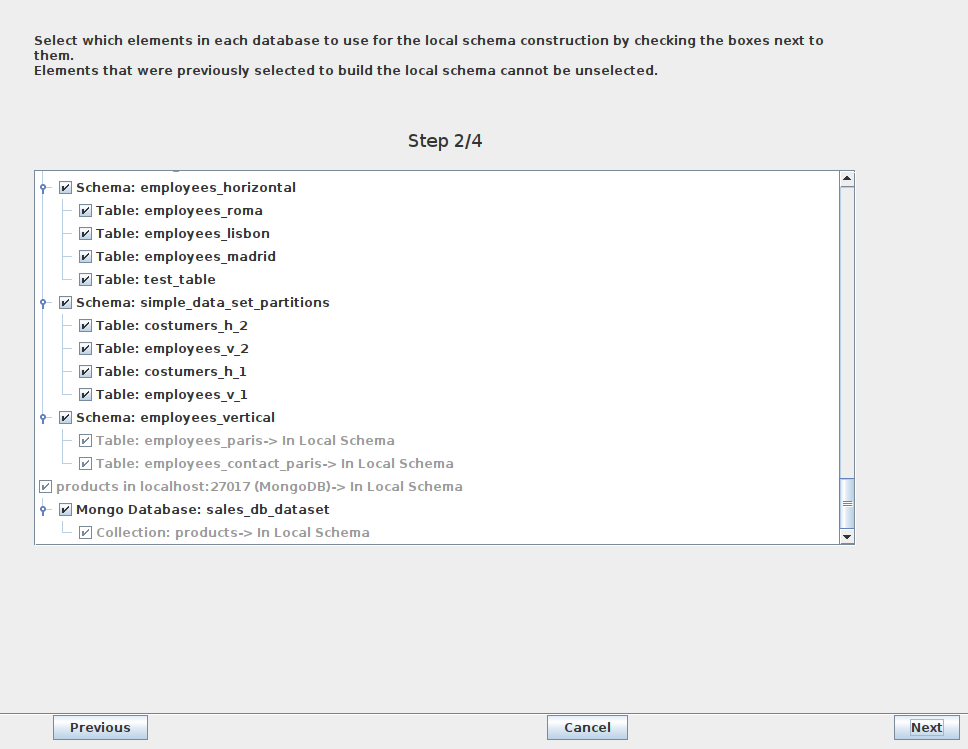 Select which elements in each database to use for the local schema construction by checking the boxes next to
them.
Elements that were previously selected to build the local schema cannot be unselected.
Step 2/4
Schema: employees_horizontal
Table: employees_roma
Table: employees_lisbon
Table: employees_madrid
Table: test_table
Schema: simple_data_set_partitions
Table: costumers_h_2
Table: employees_v_2
Table: costumers_h_1
Table: employees_v_1
Schema: employees_vertical
Table: employees_paris-> In Local Schema
Table: employees_contact_paris-> In Local Schema
products in localhost:27017 (MongoDB)-> In Local Schema
Mongo Database: sales_db_dataset
Collection: products-> In Local Schema
Previous
Cancel
Next